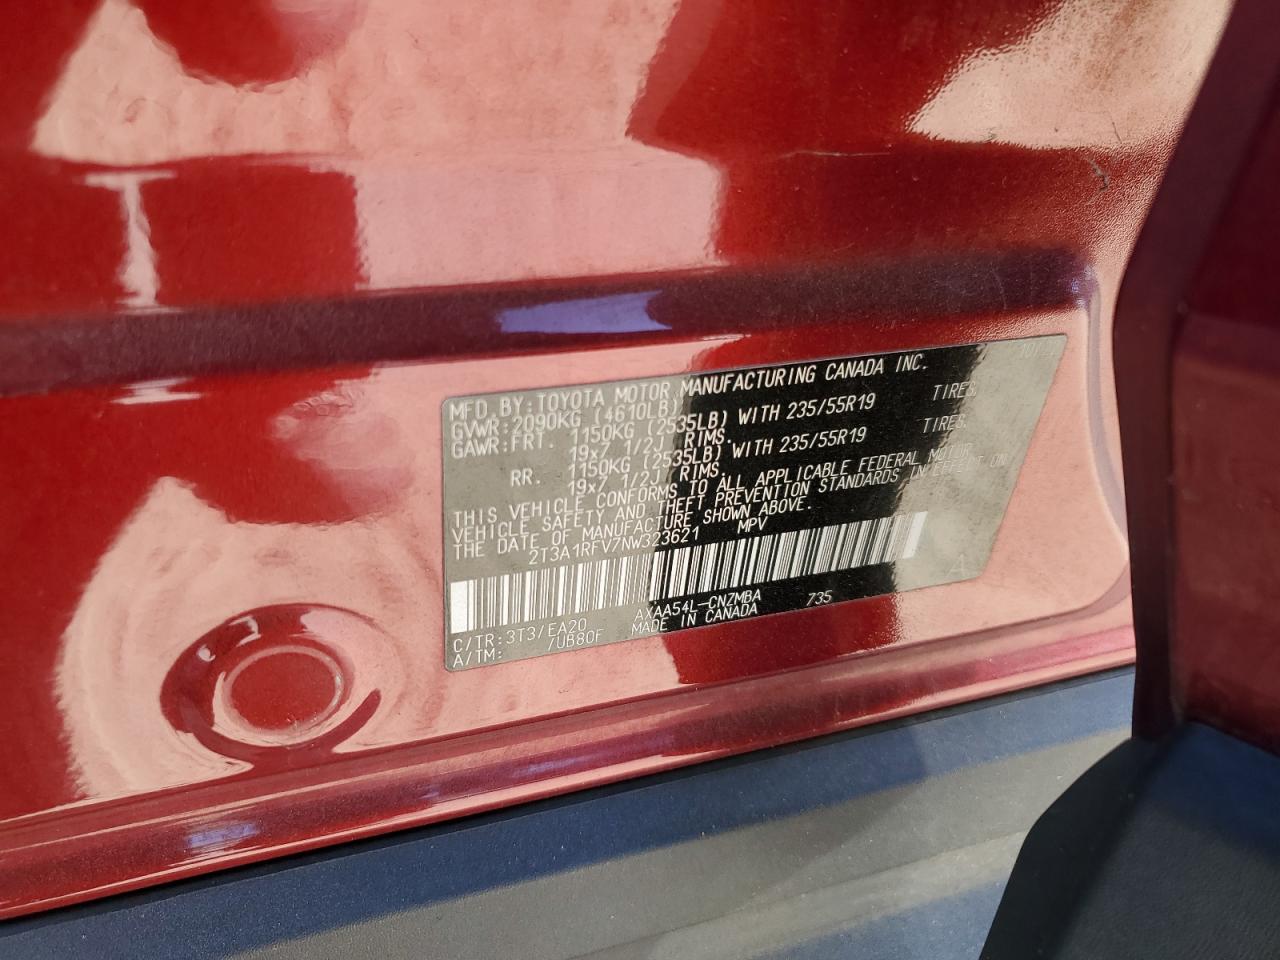 MFD. BY: TOYOTA MOTOR MANUFACTURING CANADA INC.
GVWR: 2090KG (4610LB)
GAWR: FRT. 1150KG (2535LB) WITH 235/55R19 TIRES,
19x7 1/2J RIMS.
RR. 1150KG (2535LB) WITH 235/55R19 TIRES,
19x7 1/2J RIMS.
THIS VEHICLE CONFORMS TO ALL APPLICABLE FEDERAL MOTOR
VEHICLE SAFETY AND THEFT PREVENTION STANDARDS IN EFFECT ON
THE DATE OF MANUFACTURE SHOWN ABOVE.
2T3A1RFV7NW323621 MPV
A
C/TR: 3T3/EA20 AXAA54L-CNZMBA 735
A/TM: /UB80F MADE IN CANADA